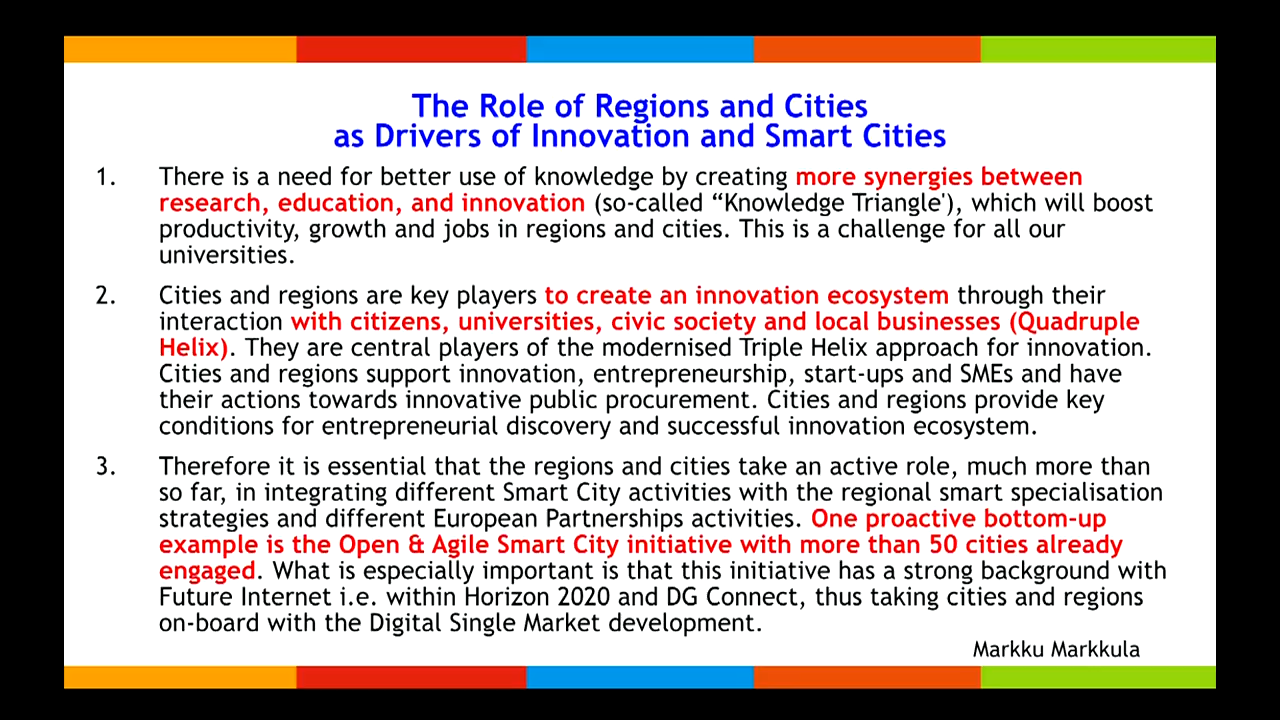 The Role of Regions and Cities
as Drivers of Innovation and Smart Cities
1. There is a need for better use of knowledge by creating more synergies between
research, education, and innovation (so-called “Knowledge Triangle'), which will boost
productivity, growth and jobs in regions and cities. This is a challenge for all our
universities.
2. Cities and regions are key players to create an innovation ecosystem through their
interaction with citizens, universities, civic society and local businesses (Quadruple
Helix). They are central players of the modernised Triple Helix approach for innovation.
Cities and regions support innovation, entrepreneurship, start-ups and SMEs and have
their actions towards innovative public procurement. Cities and regions provide key
conditions for entrepreneurial discovery and successful innovation ecosystem.
3. Therefore it is essential that the regions and cities take an active role, much more than
so far, in integrating different Smart City activities with the regional smart specialisation
strategies and different European Partnerships activities. One proactive bottom-up
example is the Open & Agile Smart City initiative with more than 50 cities already
engaged. What is especially important is that this initiative has a strong background with
Future Internet i.e. within Horizon 2020 and DG Connect, thus taking cities and regions
on-board with the Digital Single Market development.
Markku Markkula